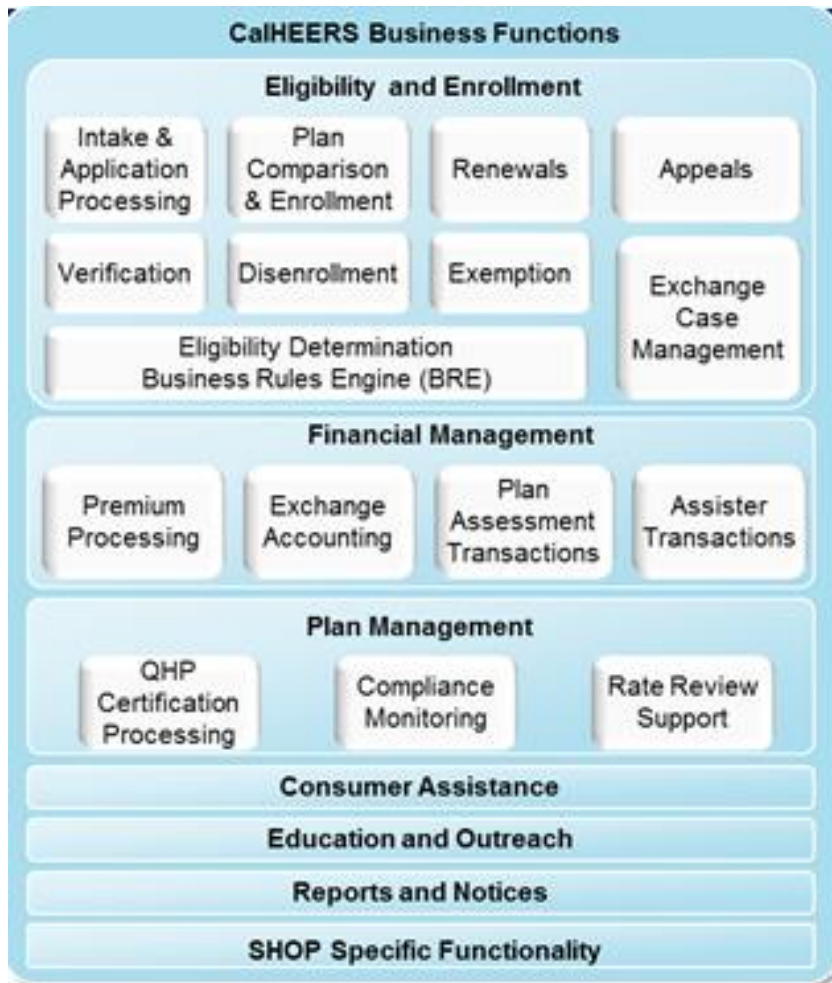 CalHEERS Business Functions
Eligibility and Enrollment
Intake &
Application
Processing
Plan
Comparison
& Enrollment
Renewals
Appeals
Verification
Disenrollment
Exemption
Exchange
Case
Management
Eligibility Determination
Business Rules Engine (BRE)
Financial Management
Premium
Processing
Exchange
Accounting
Plan
Assessment
Transactions
Assister
Transactions
Plan Management
QHP
Certification
Processing
Compliance
Monitoring
Rate Review
Support
Consumer Assistance
Education and Outreach
Reports and Notices
SHOP Specific Functionality